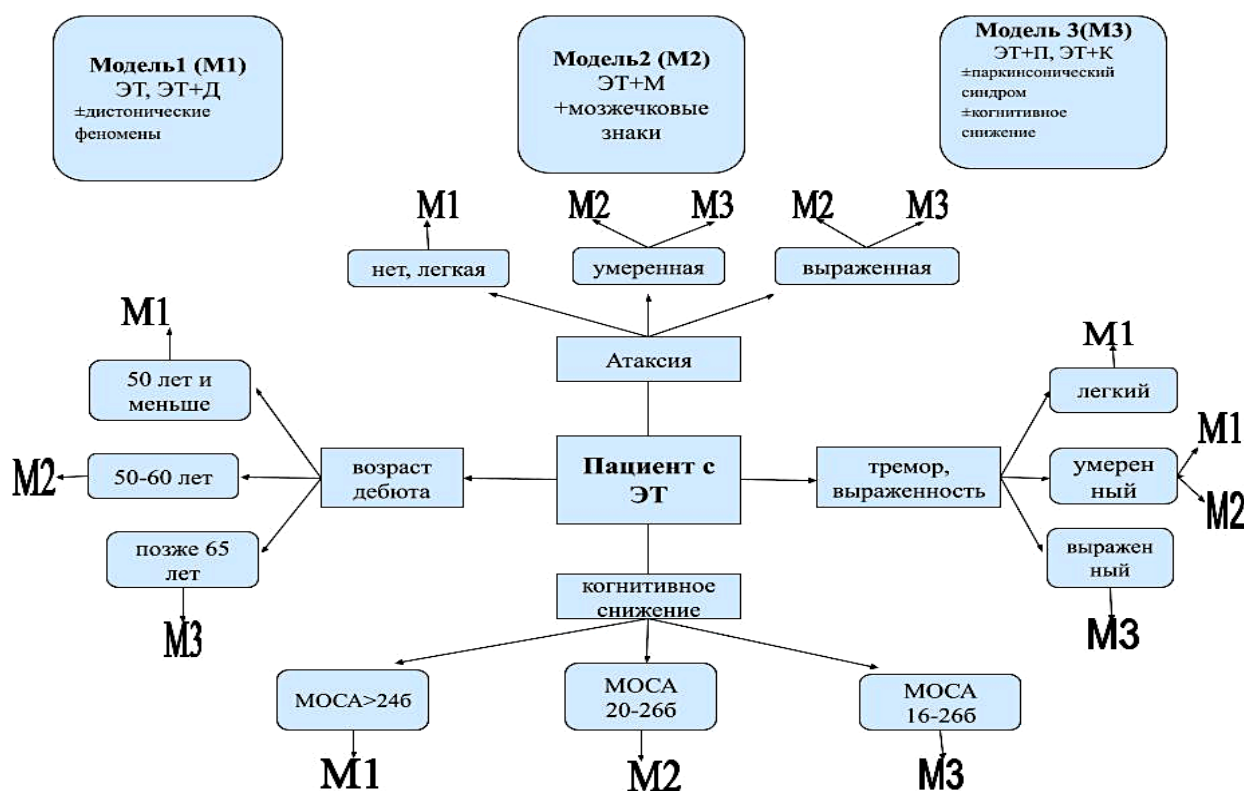 Модель1 (М1)
ЭТ, ЭТ+Д
±дистонические
феномены
Модель2 (М2)
ЭТ+М
+мозжечковые
знаки
Модель 3(М3)
ЭТ+П, ЭТ+К
±паркинсонический
синдром
±когнитивное
снижение
М1
М2
М3
М2
М3
нет, легкая
умеренная
выраженная
Атаксия
М1
50 лет и
меньше
М2
50-60 лет
позже 65
лет
М3
возраст
дебюта
Пациент с
ЭТ
тремор,
выраженность
М1
легкий
М1
умерен
ный
М2
выражен
ный
М3
когнитивное
снижение
МОСА>24б
МОСА
20-26б
МОСА
16-26б
М1
М2
М3